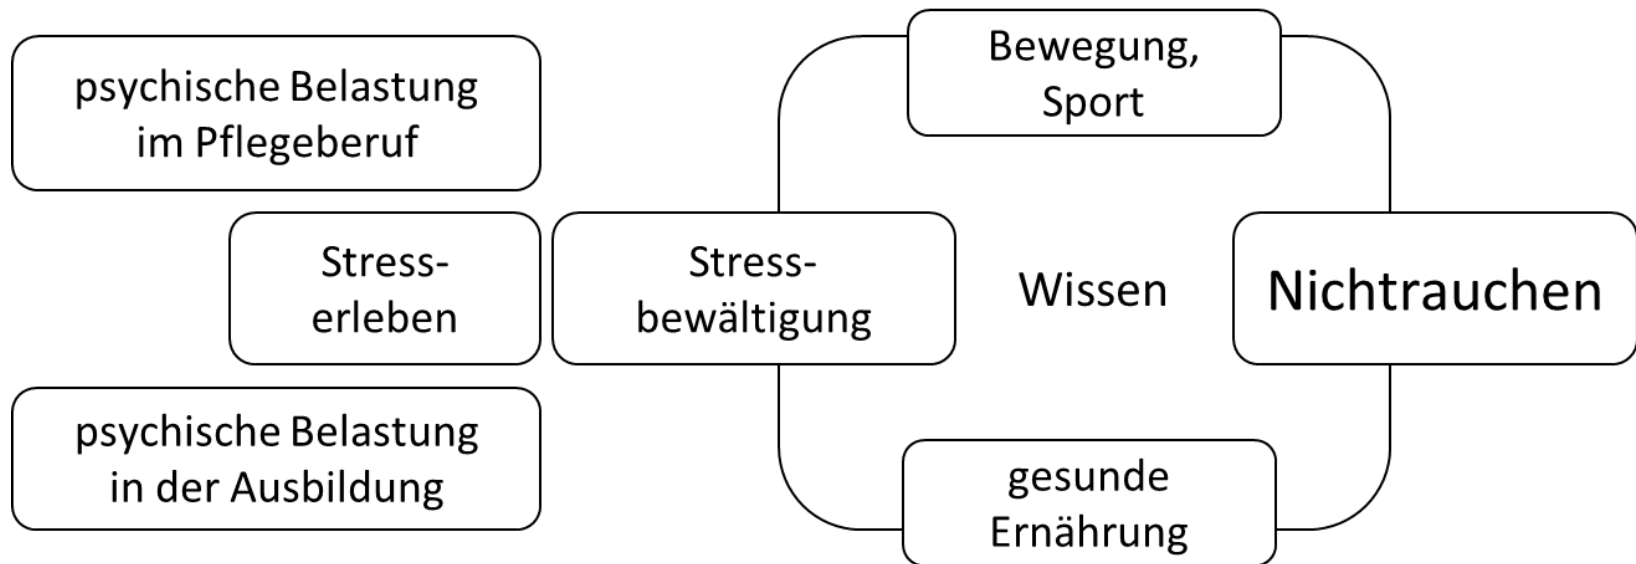 psychische Belastung
im Pflegeberuf
Stress-
erleben
psychische Belastung
in der Ausbildung
Stress-
bewältigung
Bewegung,
Sport
Wissen
gesunde
Ernährung
Nichtrauchen